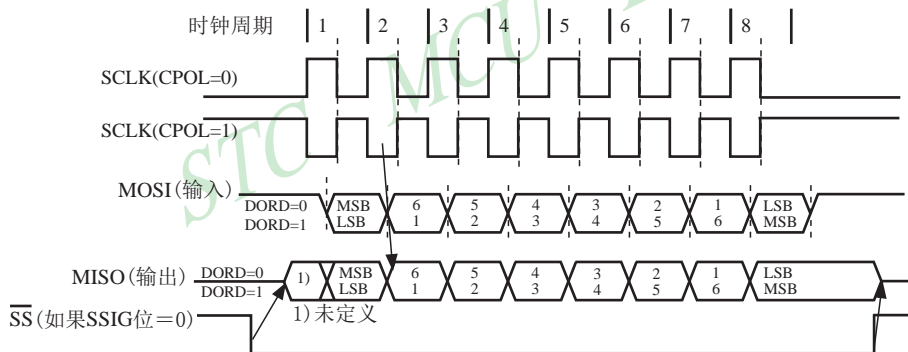 时钟周期 1 2 3 4 5 6 7 8
SCLK(CPOL=0)
SCLK(CPOL=1)
STC MCU
MOSI(输入) DORD=0 MSB 6 5 4 3 2 1 LSB
DORD=1 LSB 1 2 3 4 5 6 MSB
MISO(输出) DORD=0 1) MSB 6 5 4 3 2 1 LSB
DORD=1 LSB 1 2 3 4 5 6 MSB
1)未定义
SS(如果SSIG位=0)